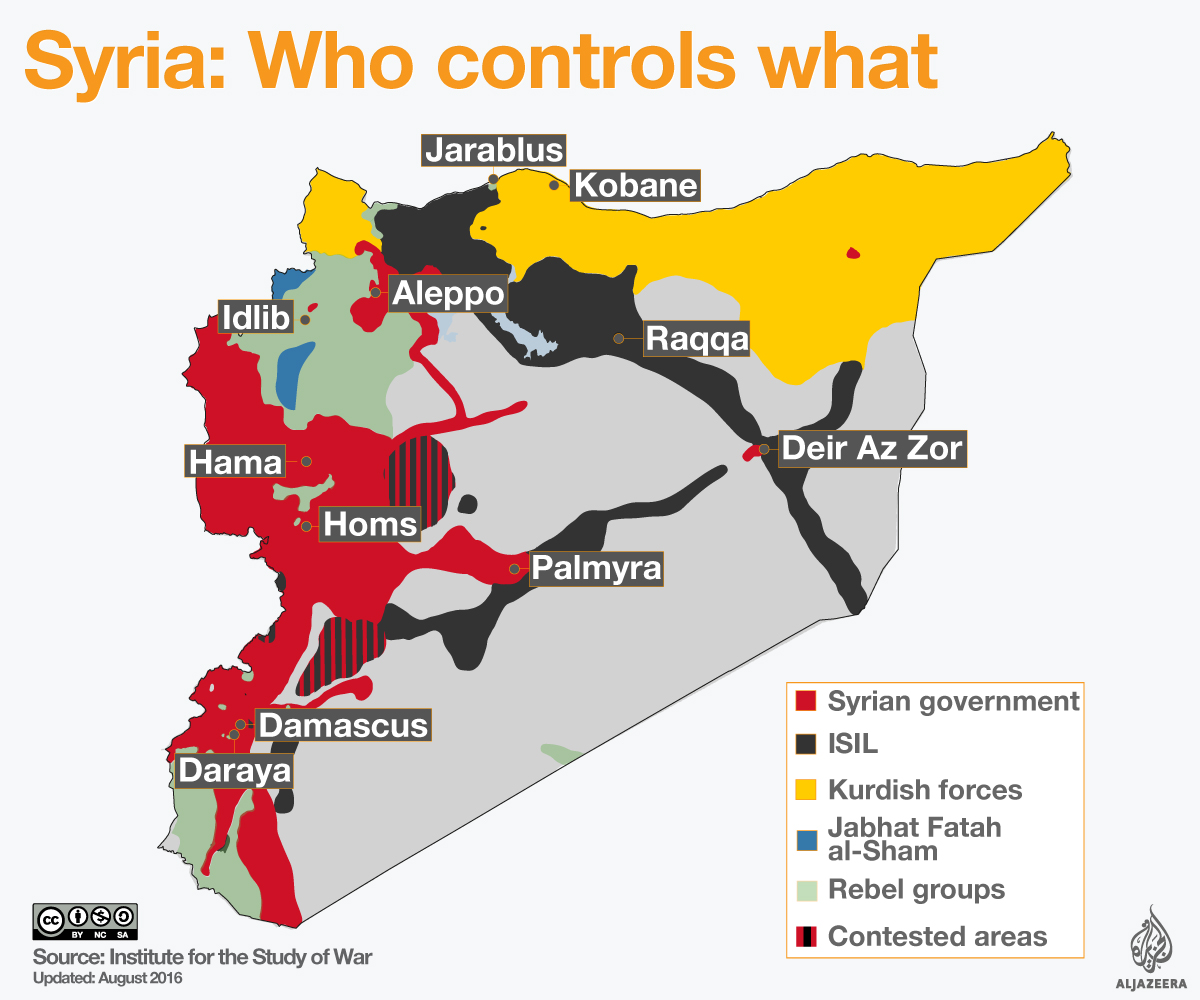 Syria: Who controls what
Jarablus
Kobane
Aleppo
Idlib
Raqqa
Hama
Deir Az Zor
Homs
Palmyra
Damascus
Daraya
Syrian government
ISIL
Kurdish forces
Jabhat Fatah
al-Sham
Rebel groups
Contested areas
cc
BY NC SA
Source: Institute for the Study of War
Updated: August 2016
ALJAZEERA